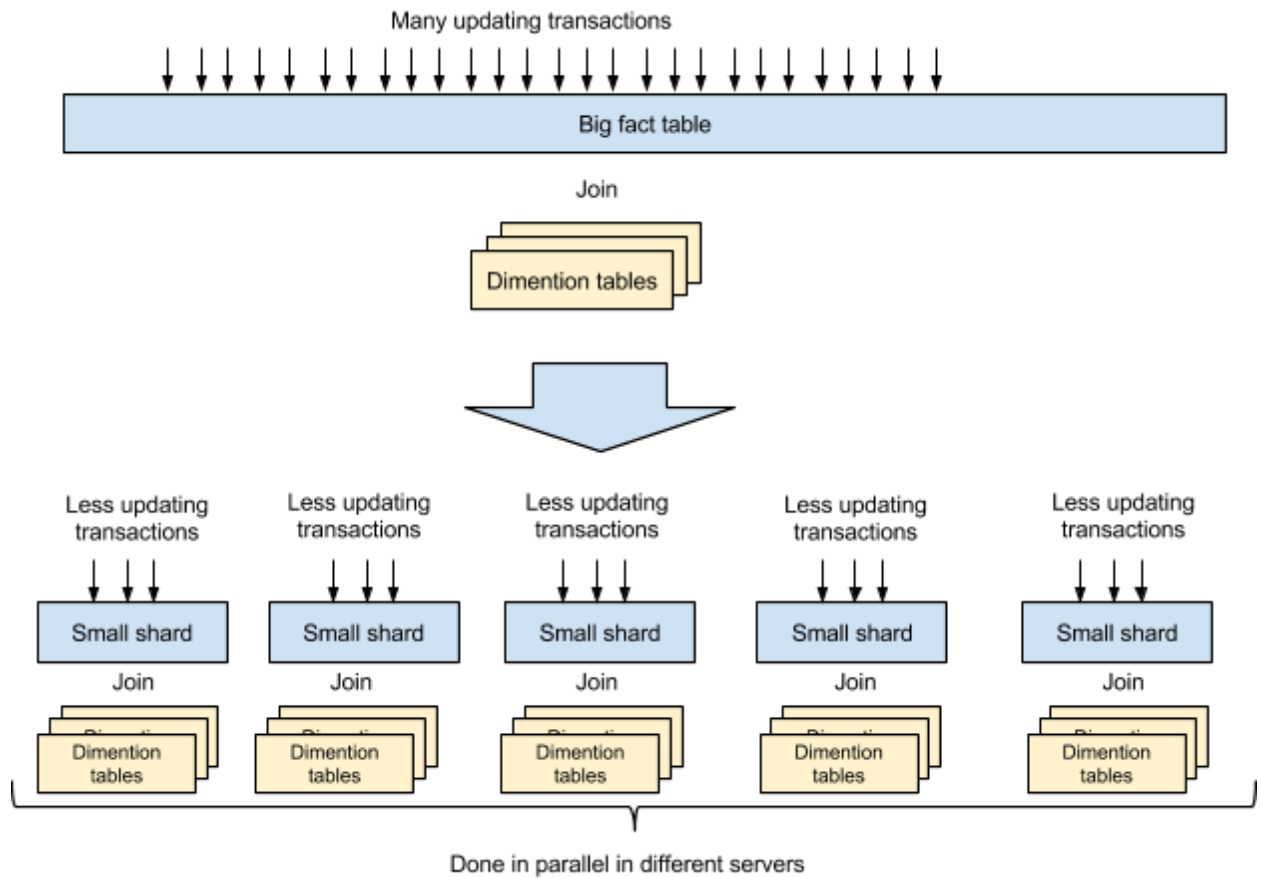 Many updating transactions
Big fact table
Join
Dimention tables
Less updating
transactions
Less updating
transactions
Less updating
transactions
Less updating
transactions
Less updating
transactions
Small shard
Small shard
Small shard
Small shard
Small shard
Join
Join
Join
Join
Join
Dimention
tables
Dimention
tables
Dimention
tables
Dimention
tables
Dimention
tables
Done in parallel in different servers